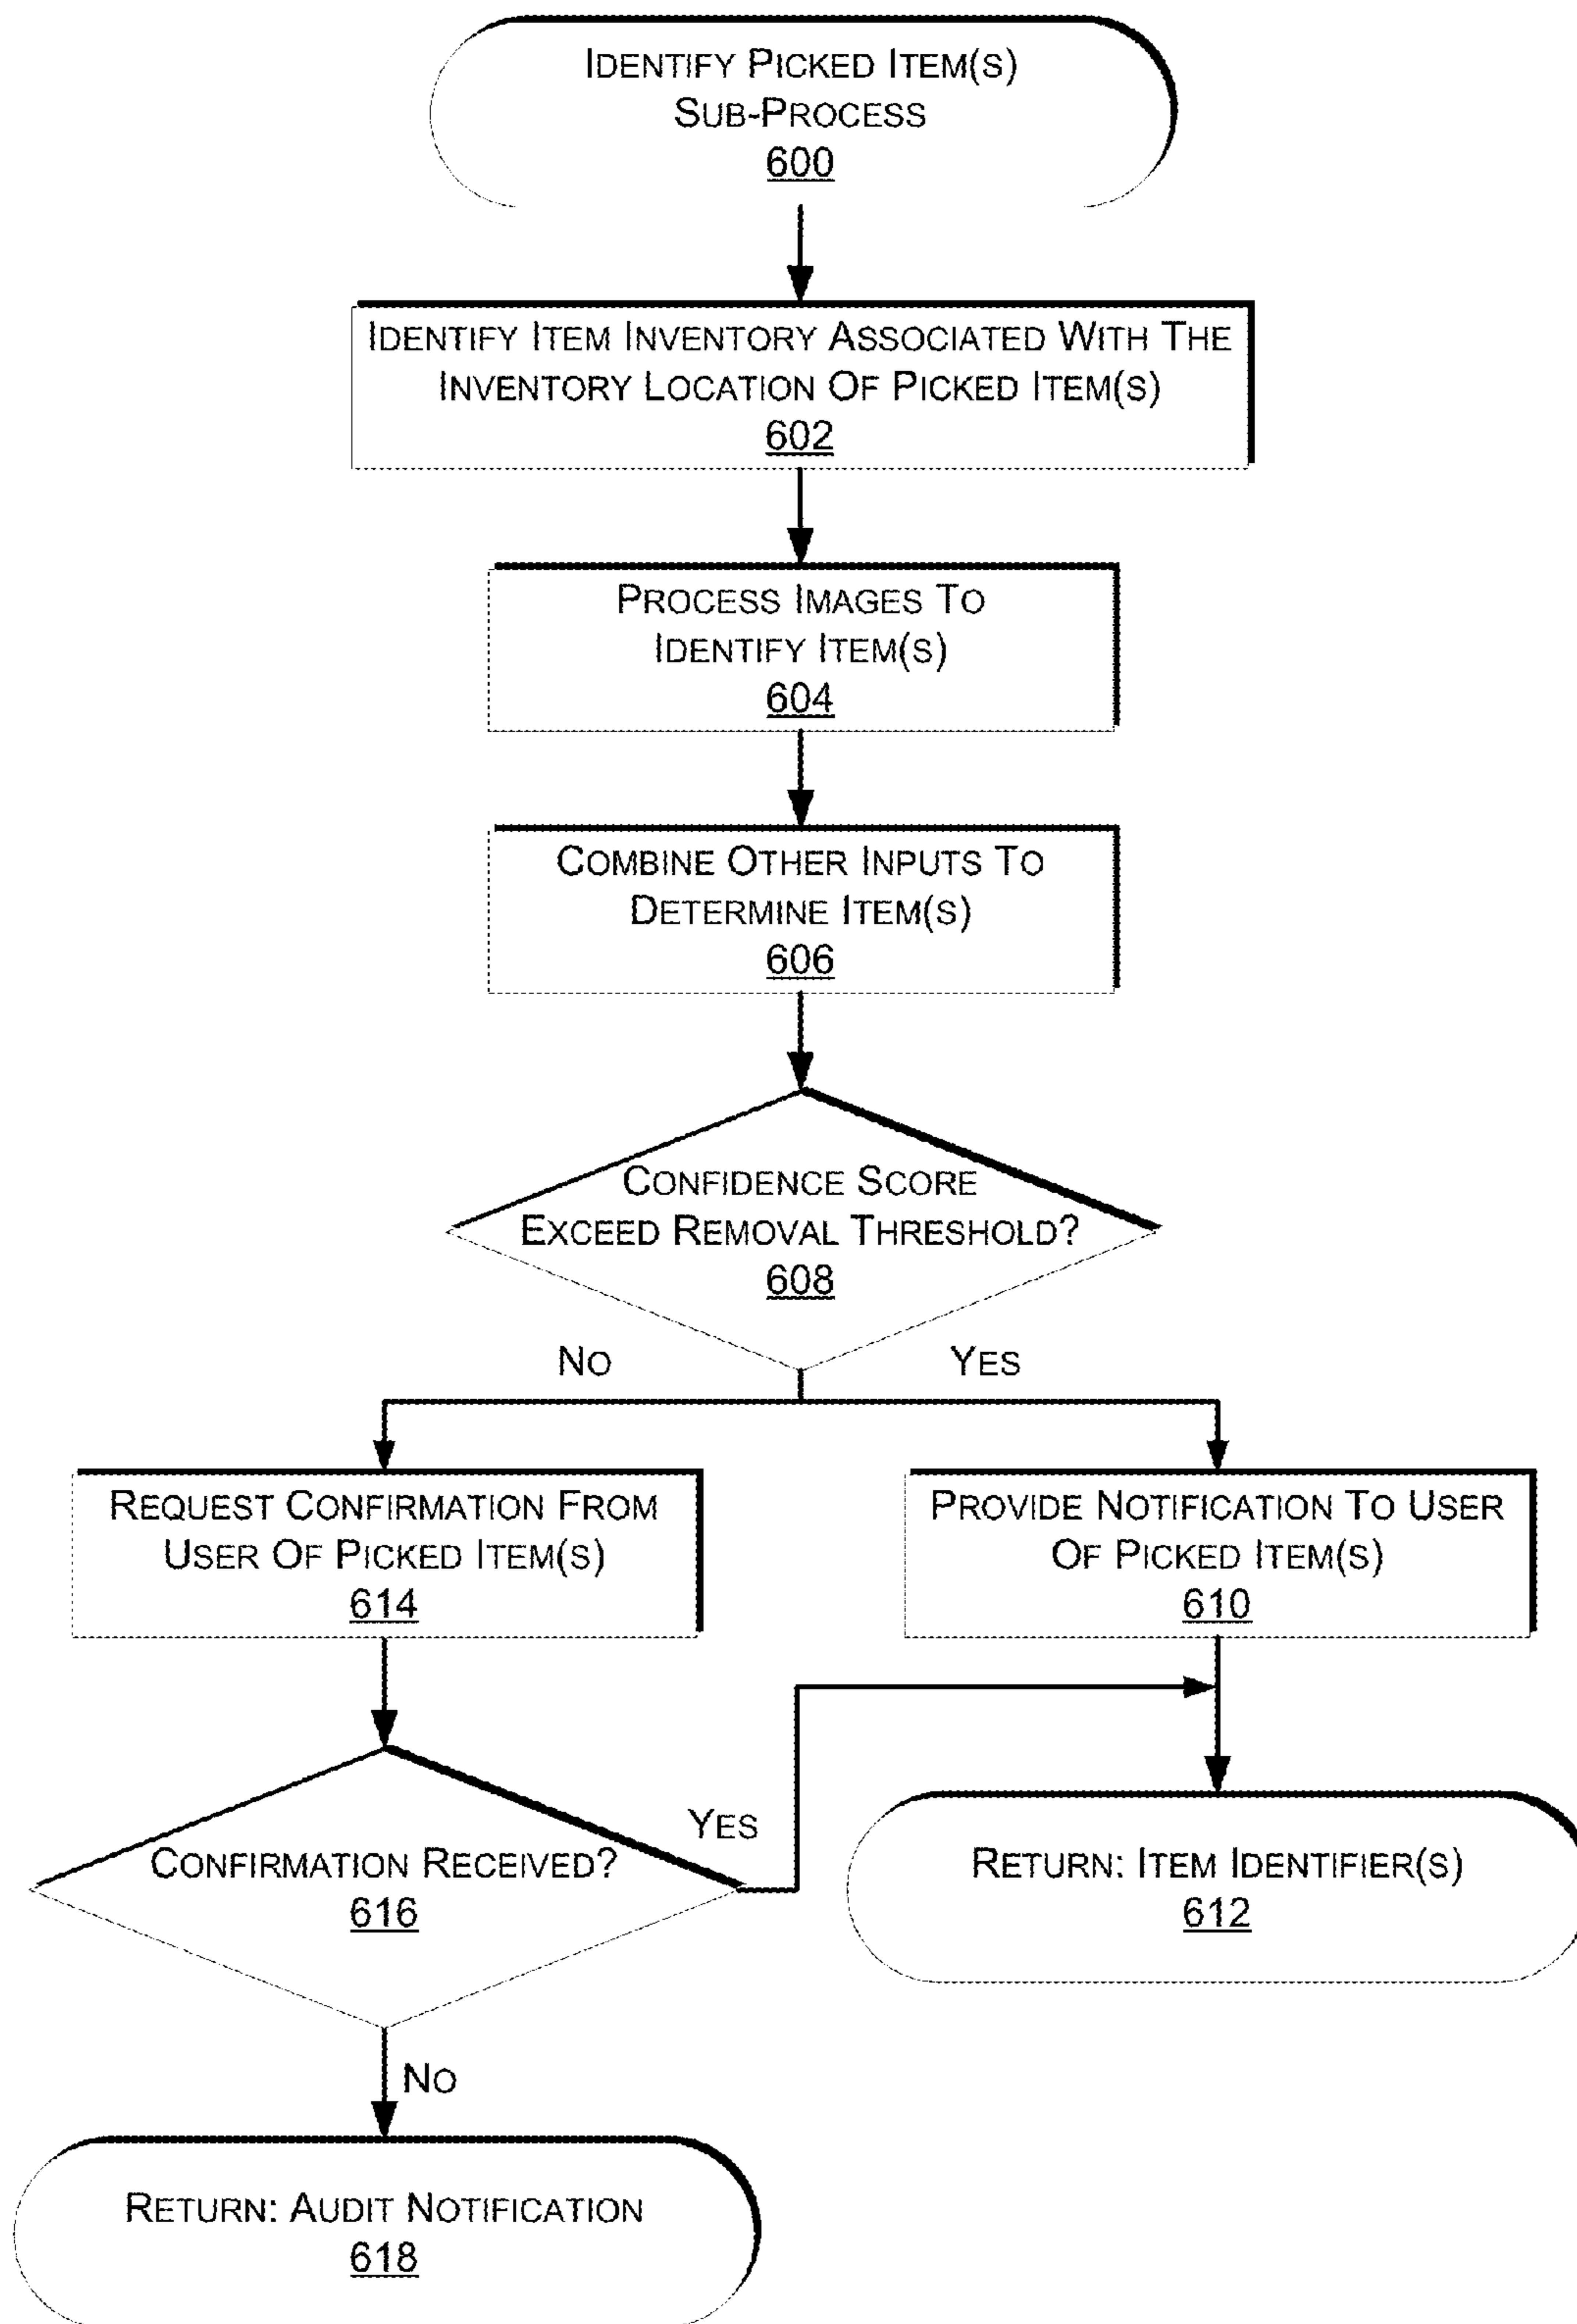 IDENTIFY PICKED ITEM(S)
SUB-PROCESS
600
IDENTIFY ITEM INVENTORY ASSOCIATED WITH THE
INVENTORY LOCATION OF PICKED ITEM(S)
602
PROCESS IMAGES TO
IDENTIFY ITEM(S)
604
COMBINE OTHER INPUTS TO
DETERMINE ITEM(S)
606
CONFIDENCE SCORE
EXCEED REMOVAL THRESHOLD?
608
NO
YES
REQUEST CONFIRMATION FROM
USER OF PICKED ITEM(S)
614
PROVIDE NOTIFICATION TO USER
OF PICKED ITEM(S)
610
YES
CONFIRMATION RECEIVED?
616
RETURN: ITEM IDENTIFIER(S)
612
NO
RETURN: AUDIT NOTIFICATION
618